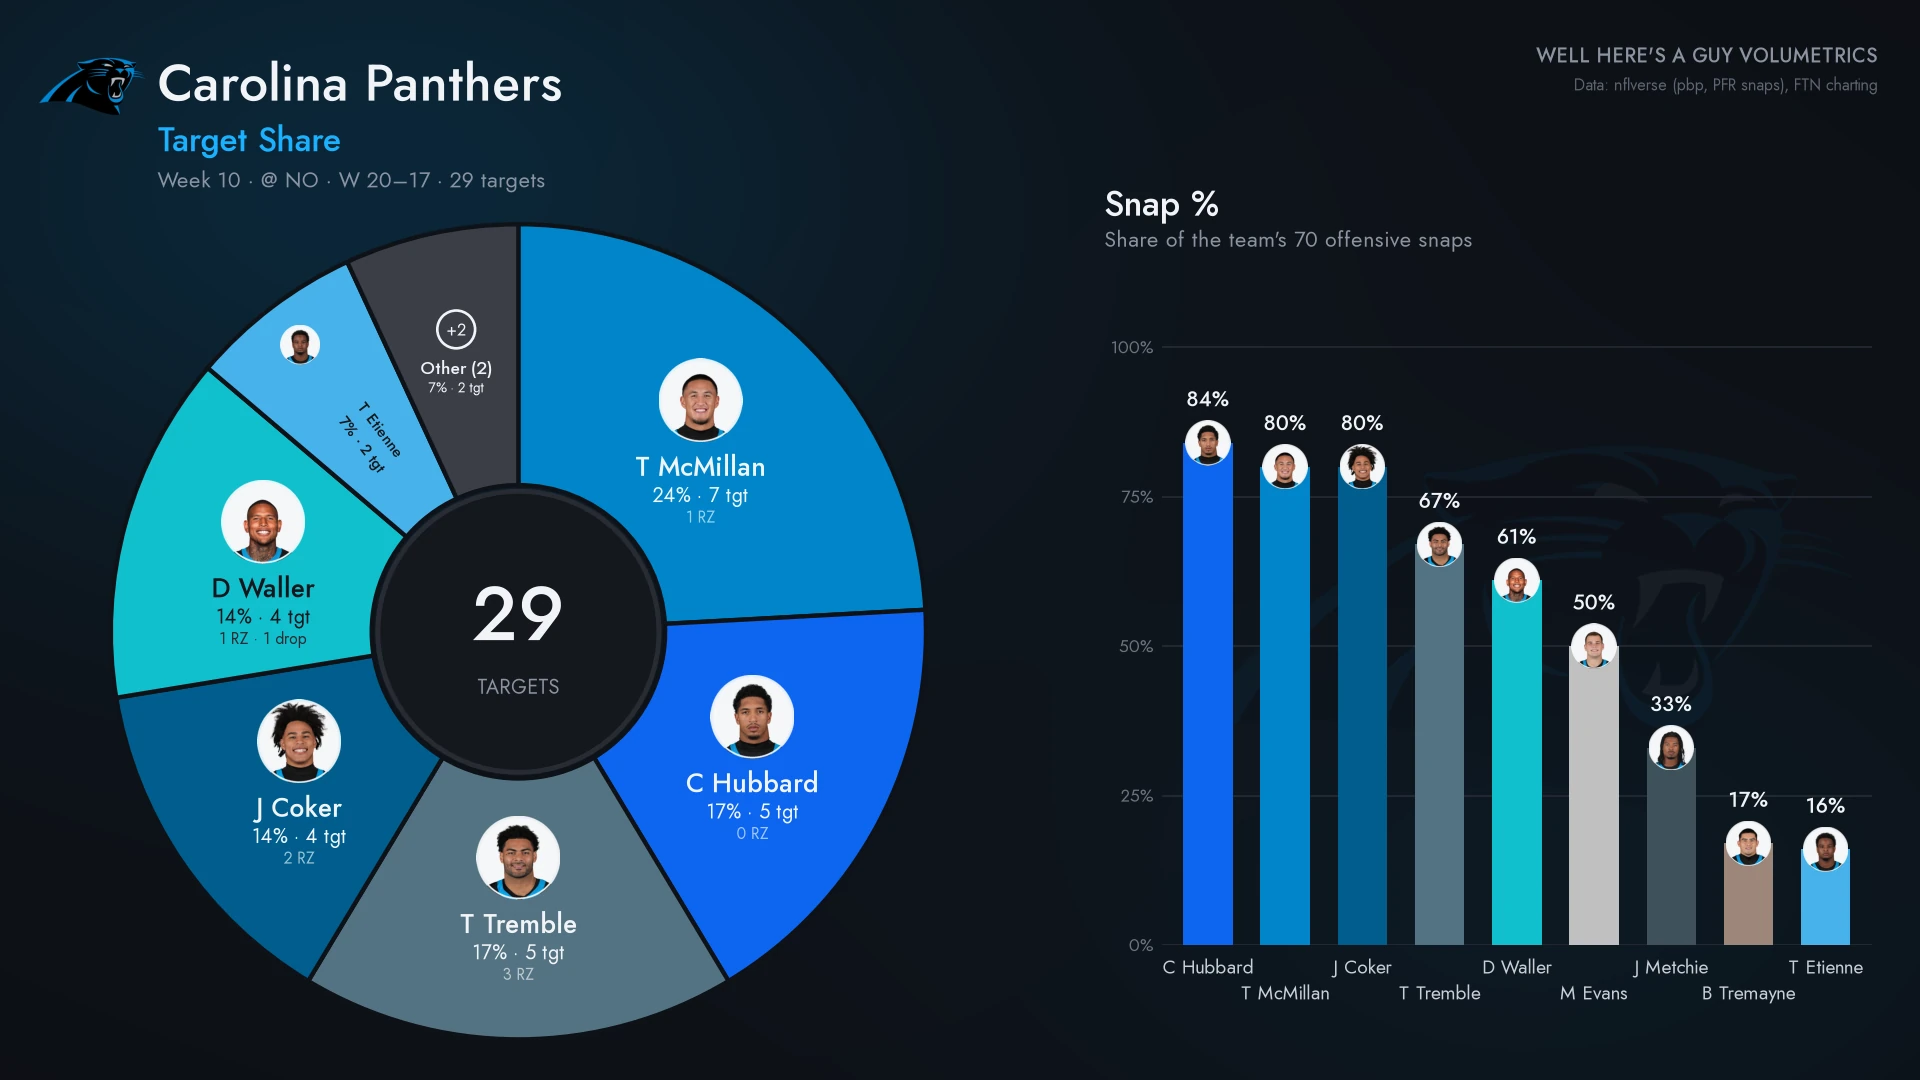 Carolina Panthers
Target Share
Week 10 · @ NO · W 20–17 · 29 targets
WELL HERE'S A GUY VOLUMETRICS
Data: nflverse (pbp, PFR snaps), FTN charting
+2
Other (2)
7% · 2 tgt
T McMillan
24% · 7 tgt
1 RZ
T Etienne
7% · 2 tgt
D Waller
14% · 4 tgt
1 RZ · 1 drop
29
TARGETS
C Hubbard
17% · 5 tgt
0 RZ
J Coker
14% · 4 tgt
2 RZ
T Tremble
17% · 5 tgt
3 RZ
Snap %
Share of the team's 70 offensive snaps
100%
75%
50%
25%
0%
84%
80%
80%
67%
61%
50%
33%
17%
16%
C Hubbard
T McMillan
J Coker
T Tremble
D Waller
M Evans
J Metchie
B Tremayne
T Etienne